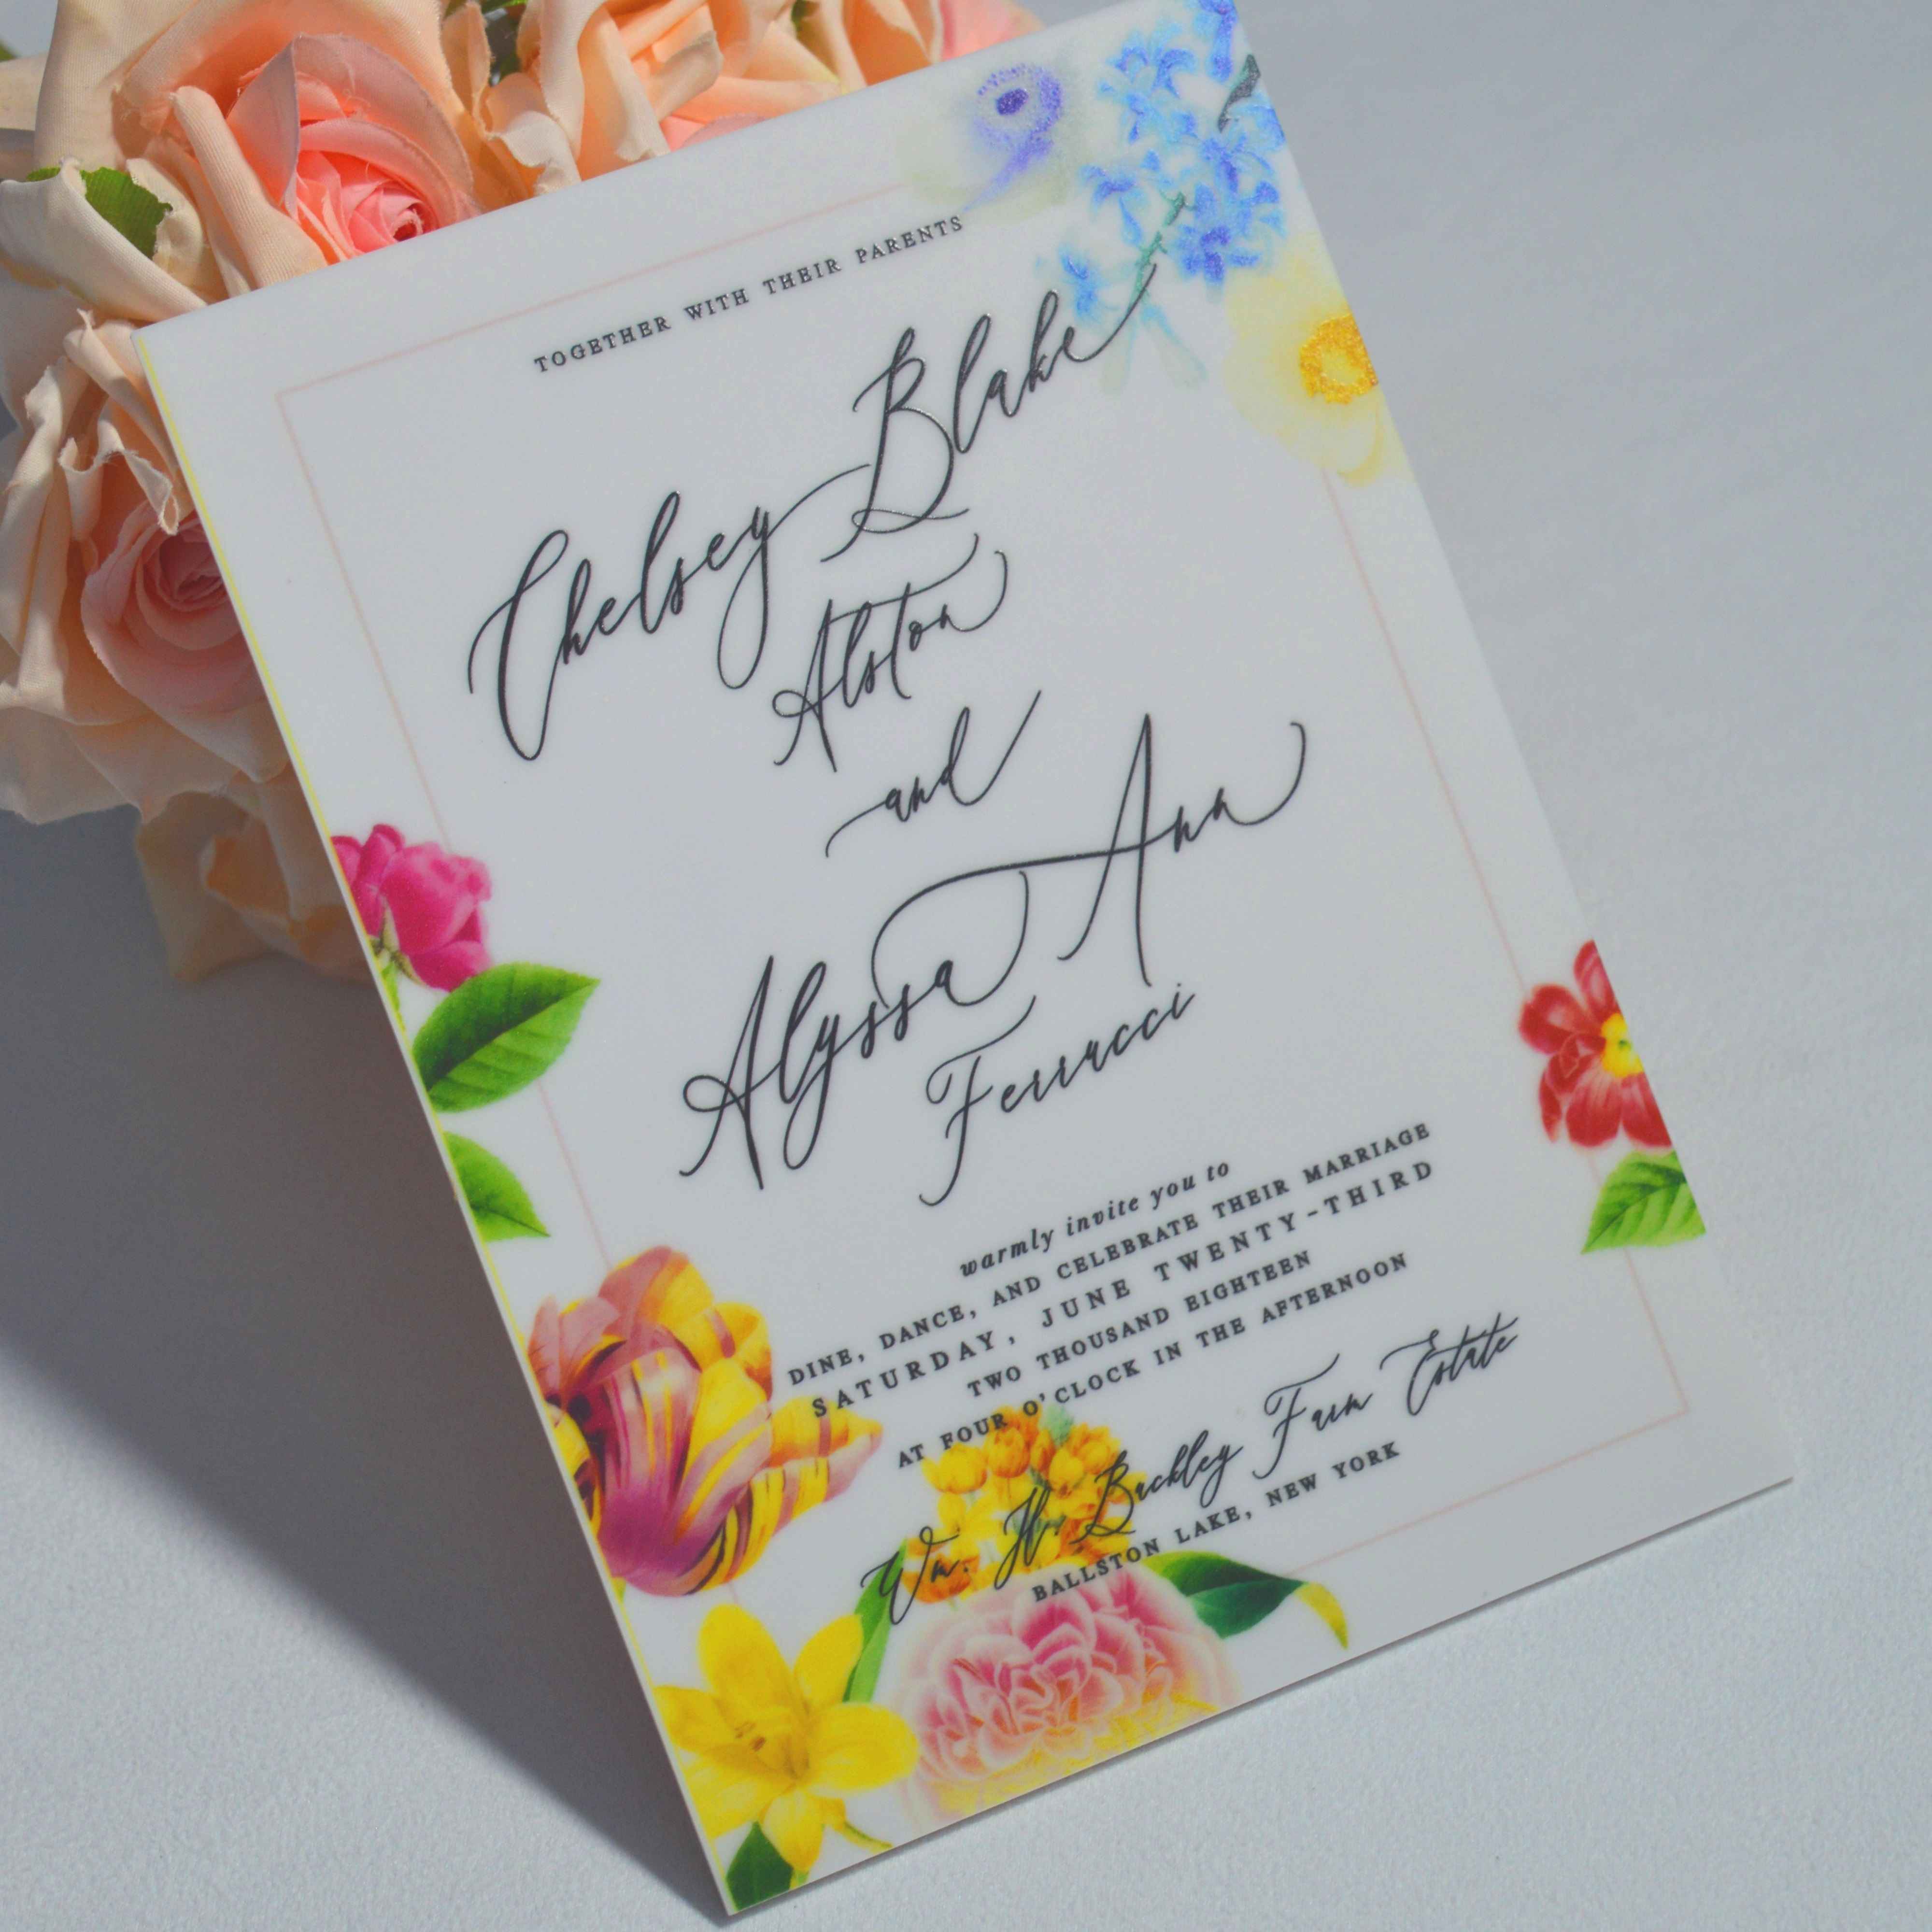 TOGETHER WITH THEIR PARENTS
Chelsey Blake
Alston
and
Alyssa Ann
Ferrucci
warmly invite you to
DINE, DANCE, AND CELEBRATE THEIR MARRIAGE
SATURDAY, JUNE TWENTY-THIRD
TWO THOUSAND EIGHTEEN
AT FOUR O'CLOCK IN THE AFTERNOON
Wm. H. Buckley Farm Estate
BALLSTON LAKE, NEW YORK